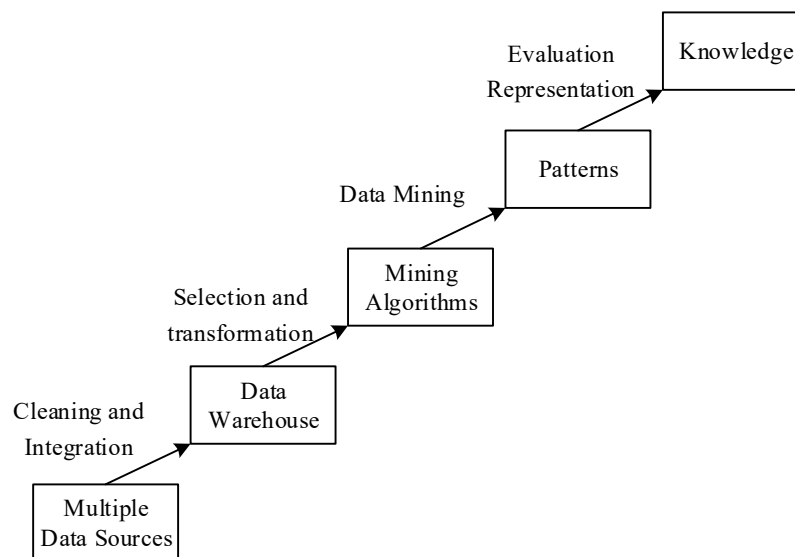 Knowledge
Evaluation
Representation
Patterns
Data Mining
Mining
Algorithms
Selection and
transformation
Data
Warehouse
Cleaning and
Integration
Multiple
Data Sources